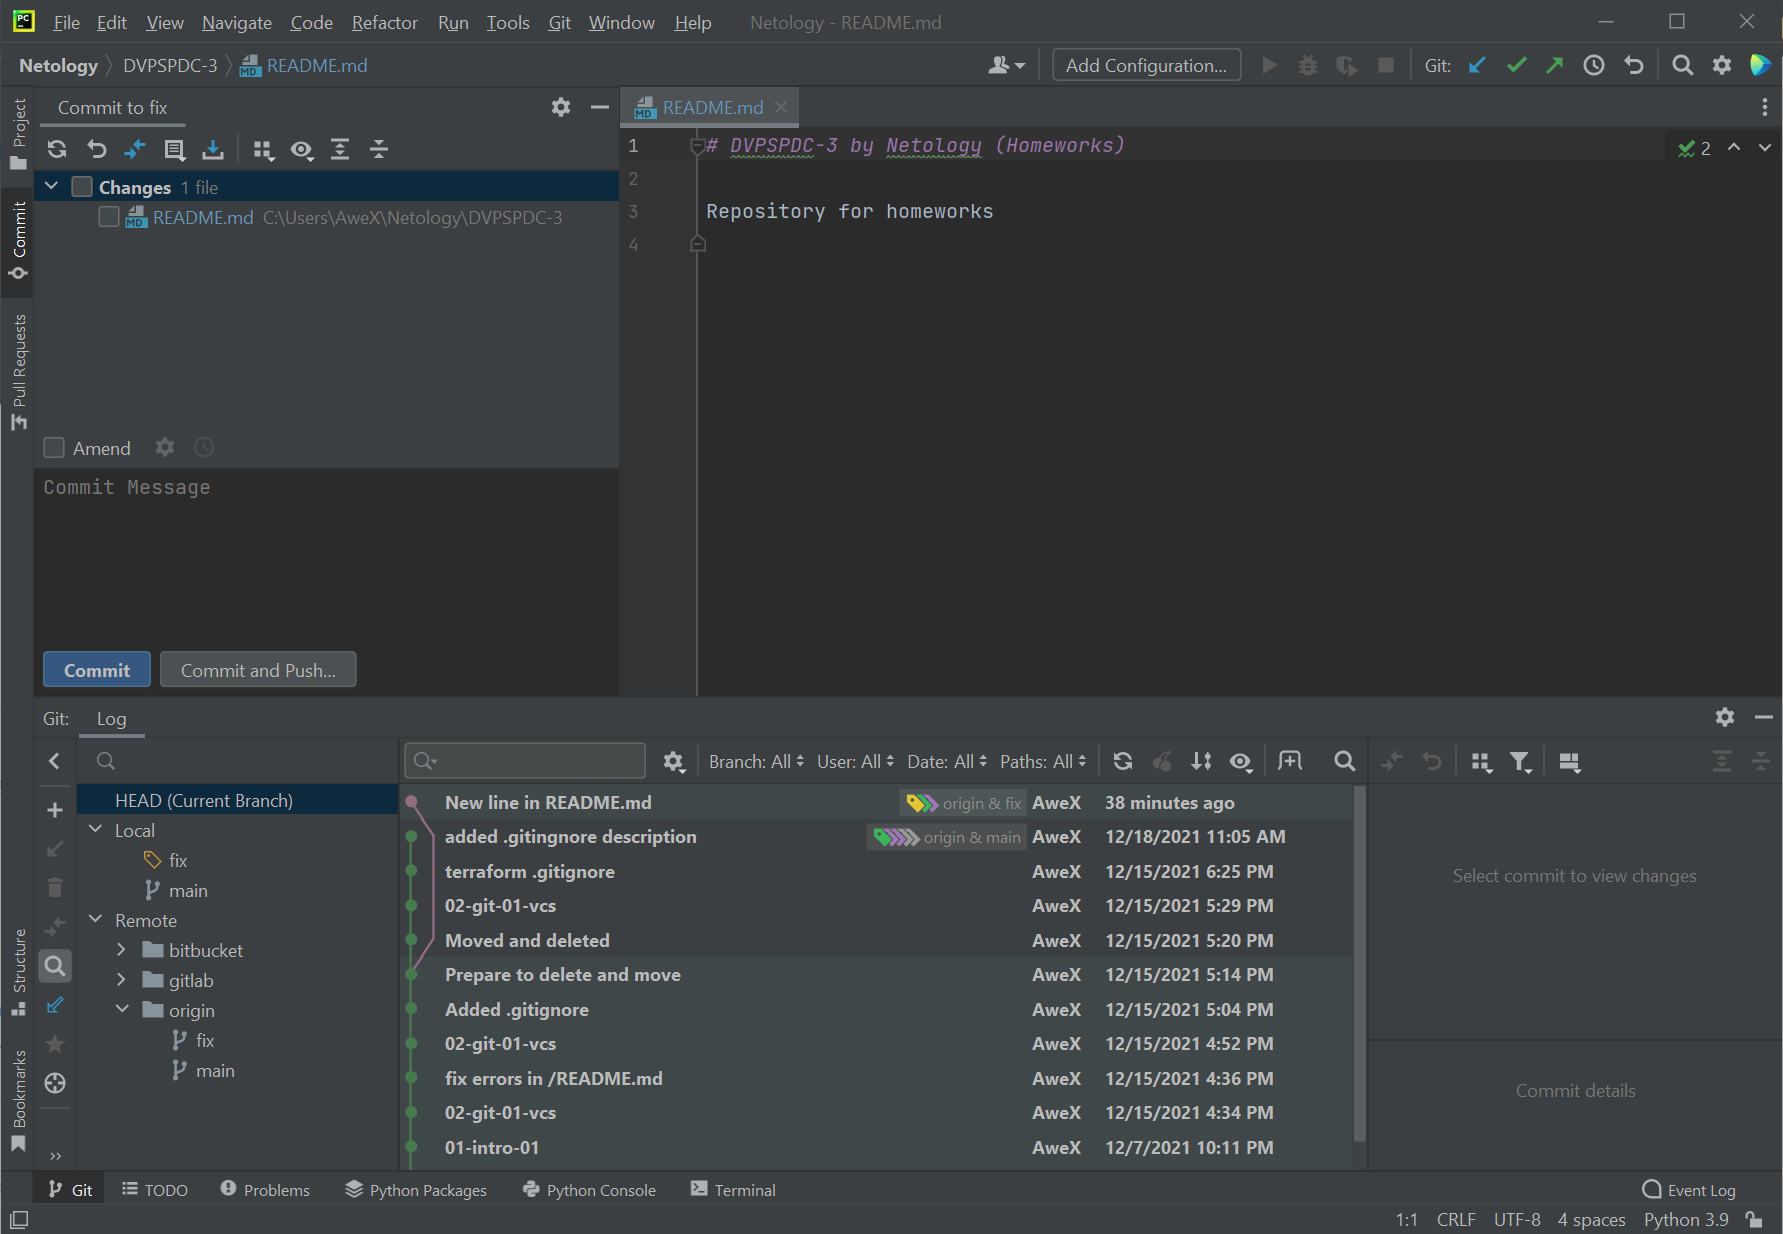 PC File Edit View Navigate Code Refactor Run Tools Git Window Help Netology - README.md
Netology DVPSPDC-3 MD README.md Add Configuration... Git:
Project
Commit
Pull Requests
Structure
Bookmarks
Commit to fix
Changes 1 file
MD README.md C:\Users\AweX\Netology\DVPSPDC-3
Amend
Commit Message
Commit Commit and Push...
MD README.md
1 # DVPSPDC-3 by Netology (Homeworks)
2
3 Repository for homeworks
4
2
Git: Log
HEAD (Current Branch)
Local
fix
main
Remote
bitbucket
gitlab
origin
fix
main
Branch: All User: All Date: All Paths: All
New line in README.md origin & fix AweX 38 minutes ago
added .gitingnore description origin & main AweX 12/18/2021 11:05 AM
terraform .gitignore AweX 12/15/2021 6:25 PM
02-git-01-vcs AweX 12/15/2021 5:29 PM
Moved and deleted AweX 12/15/2021 5:20 PM
Prepare to delete and move AweX 12/15/2021 5:14 PM
Added .gitignore AweX 12/15/2021 5:04 PM
02-git-01-vcs AweX 12/15/2021 4:52 PM
fix errors in /README.md AweX 12/15/2021 4:36 PM
02-git-01-vcs AweX 12/15/2021 4:34 PM
01-intro-01 AweX 12/7/2021 10:11 PM
Select commit to view changes
Commit details
Git TODO Problems Python Packages Python Console Terminal Event Log
1:1 CRLF UTF-8 4 spaces Python 3.9